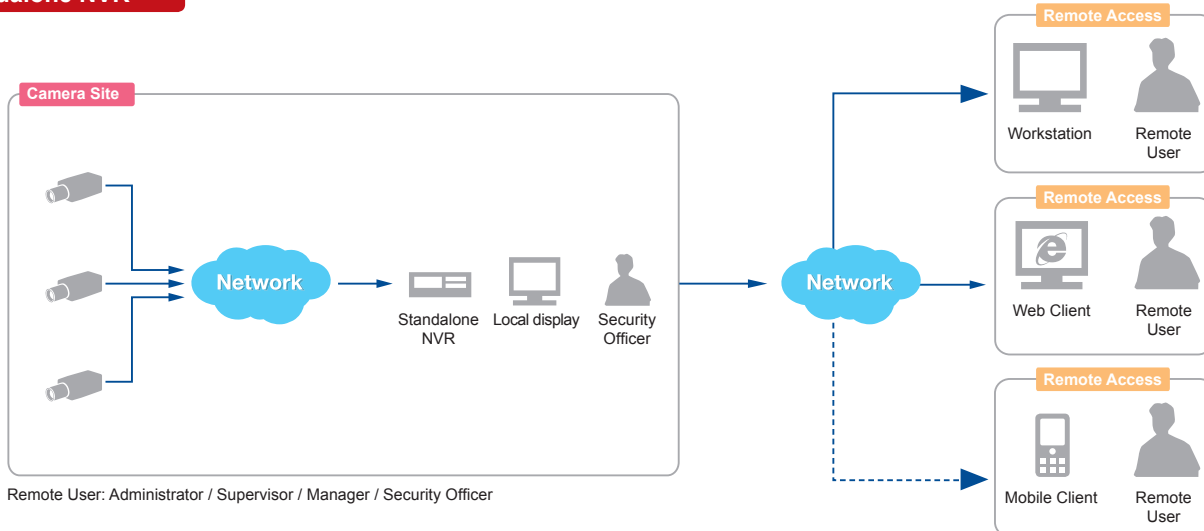 NVR
Camera Site
Network
Standalone
NVR
Local display
Security
Officer
Network
Remote Access
Workstation
Remote
User
Remote Access
Web Client
Remote
User
Remote Access
Mobile Client
Remote
User
Remote User: Administrator / Supervisor / Manager / Security Officer